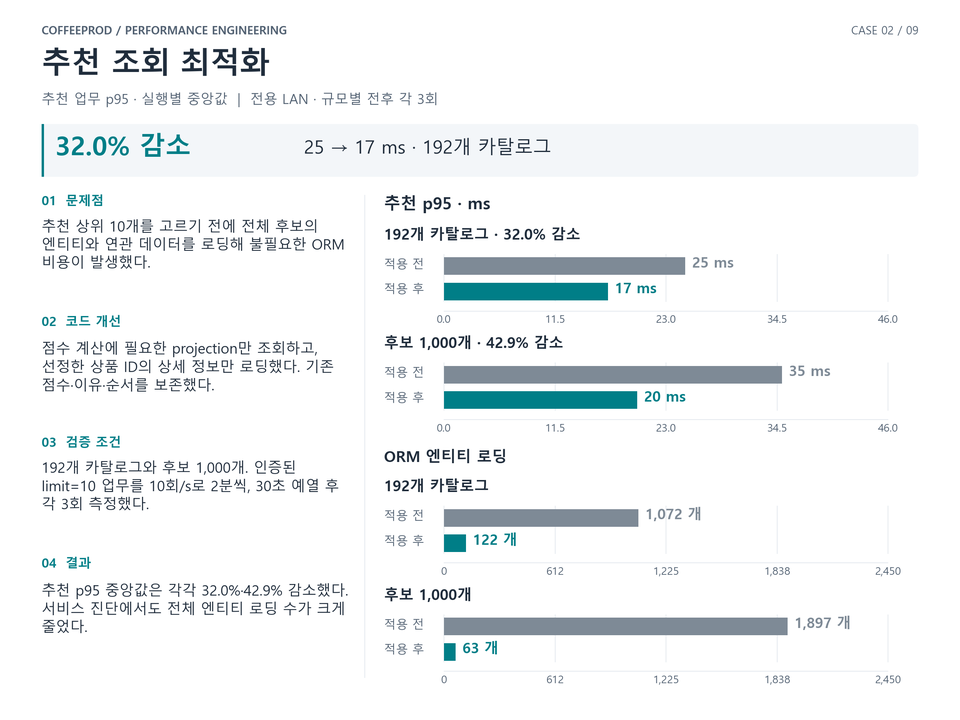 COFFEEPROD / PERFORMANCE ENGINEERING
CASE 02 / 09
추천 조회 최적화
추천 업무 p95 · 실행별 중앙값 | 전용 LAN · 규모별 전후 각 3회
32.0% 감소
25 → 17 ms · 192개 카탈로그
01 문제점
추천 상위 10개를 고르기 전에 전체 후보의
엔티티와 연관 데이터를 로딩해 불필요한 ORM
비용이 발생했다.
02 코드 개선
점수 계산에 필요한 projection만 조회하고,
선정한 상품 ID의 상세 정보만 로딩했다. 기존
점수·이유·순서를 보존했다.
03 검증 조건
192개 카탈로그와 후보 1,000개. 인증된
limit=10 업무를 10회/s로 2분씩, 30초 예열 후
각 3회 측정했다.
04 결과
추천 p95 중앙값은 각각 32.0%·42.9% 감소했다.
서비스 진단에서도 전체 엔티티 로딩 수가 크게
줄었다.
추천 p95 · ms
192개 카탈로그 · 32.0% 감소
적용 전
25 ms
적용 후
17 ms
0.0 11.5 23.0 34.5 46.0
후보 1,000개 · 42.9% 감소
적용 전
35 ms
적용 후
20 ms
0.0 11.5 23.0 34.5 46.0
ORM 엔티티 로딩
192개 카탈로그
적용 전
1,072 개
적용 후
122 개
0 612 1,225 1,838 2,450
후보 1,000개
적용 전
1,897 개
적용 후
63 개
0 612 1,225 1,838 2,450